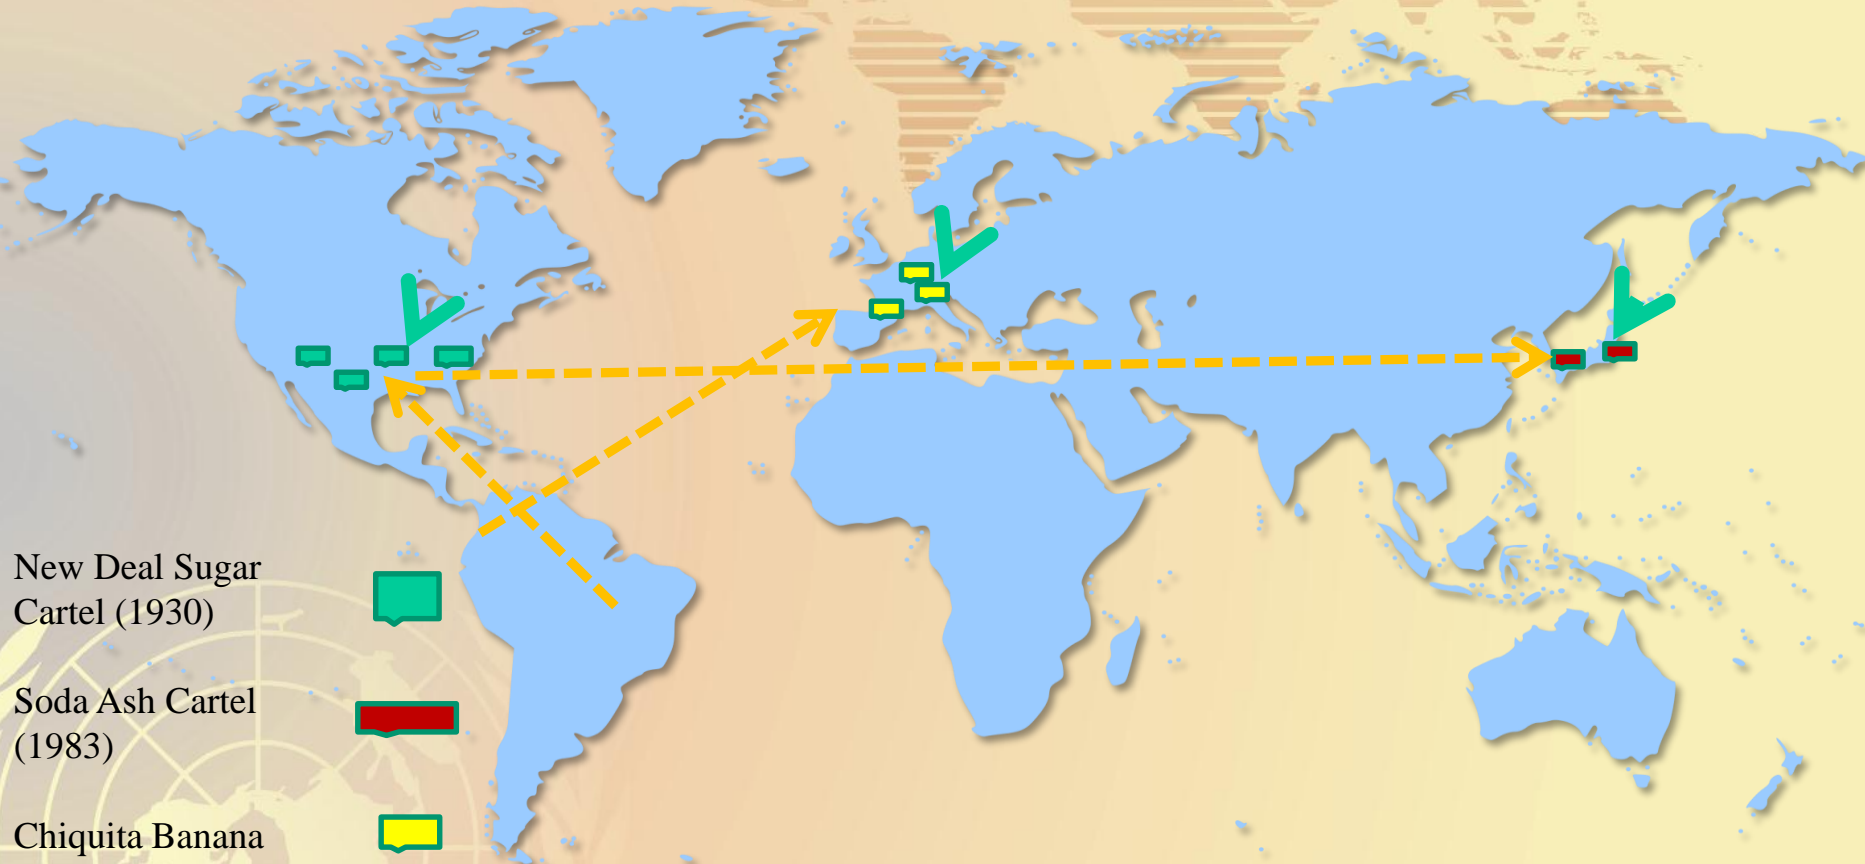 New Deal Sugar
Cartel (1930)
Soda Ash Cartel
(1983)
Chiquita Banana